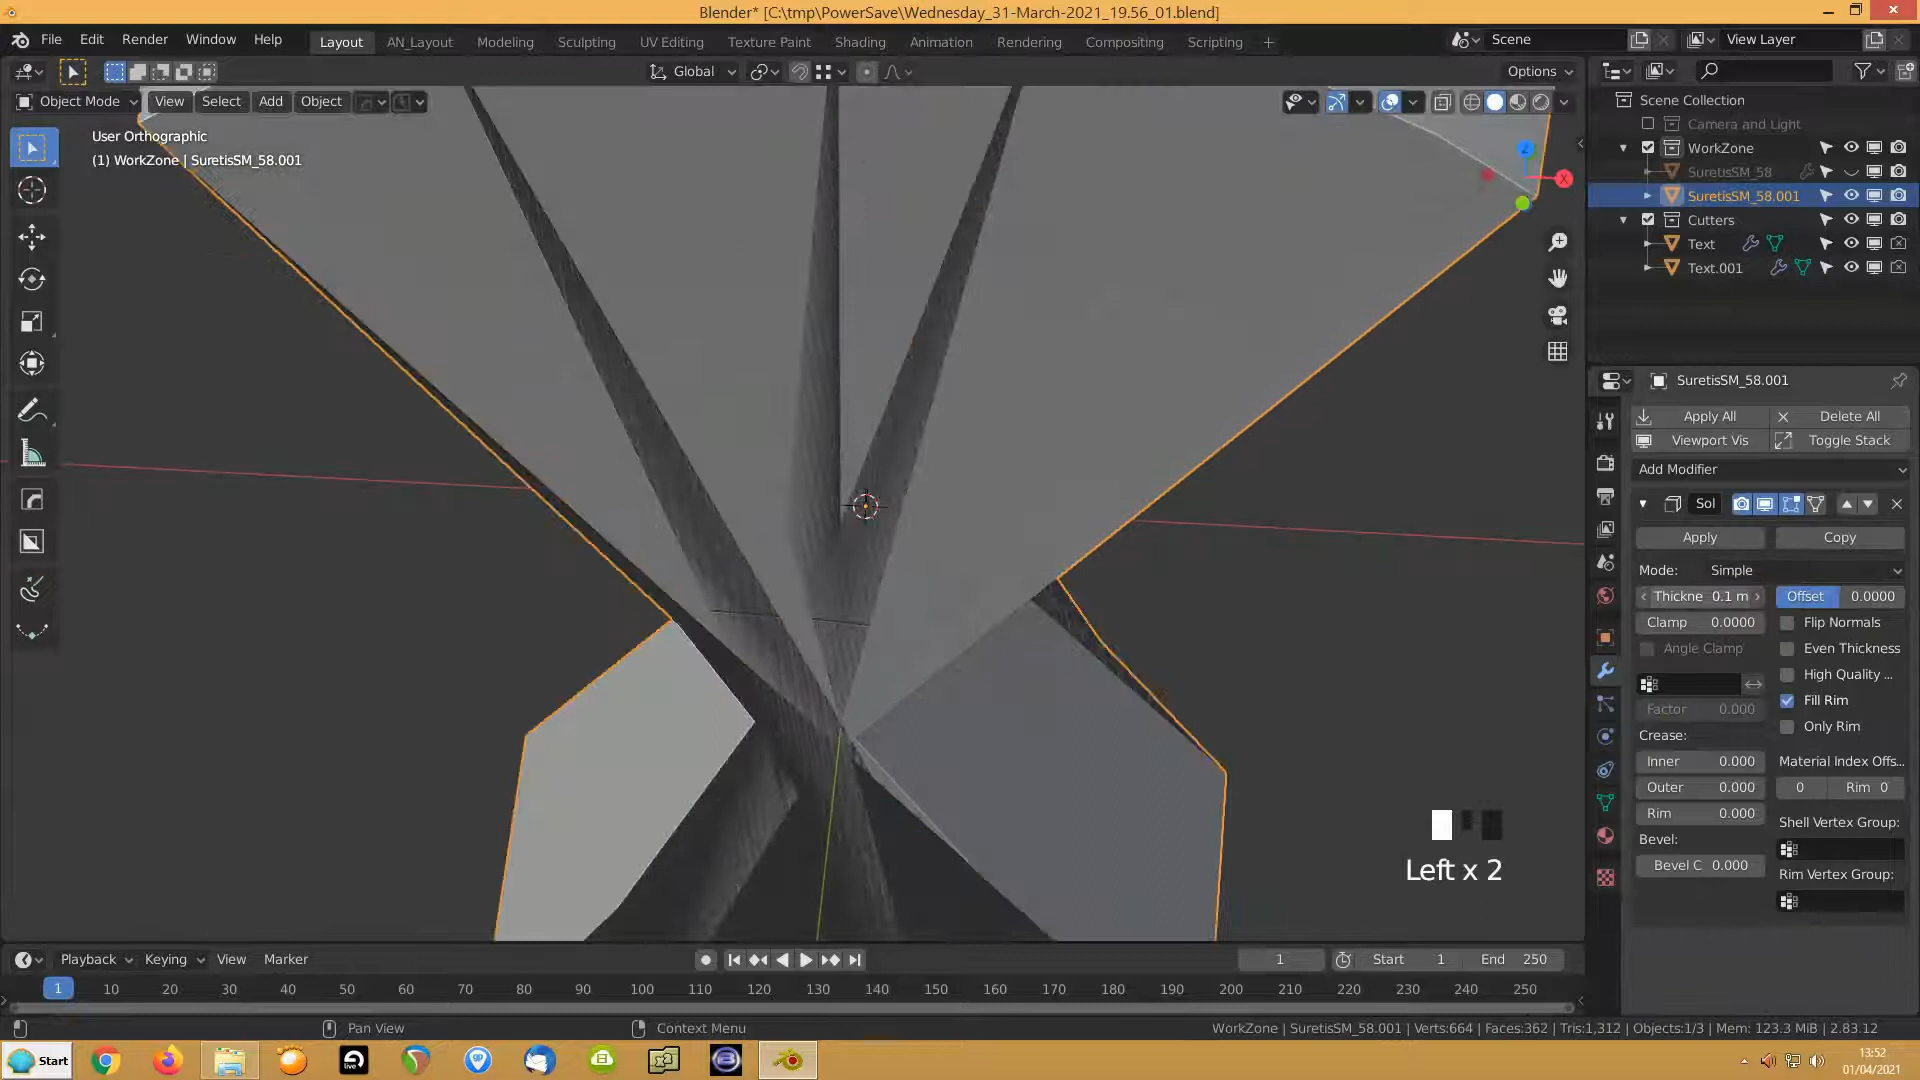 Blender* [C:\tmp\PowerSave\Wednesday_31-March-2021_19.56_01.blend]
File Edit Render Window Help Layout AN_Layout Modeling Sculpting UV Editing Texture Paint Shading Animation Rendering Compositing Scripting Scene View Layer
Global Options
Object Mode View Select Add Object
User Orthographic
(1) WorkZone | SuretisSM_58.001
Z
X
Scene Collection
Camera and Light
WorkZone
SuretisSM_58
SuretisSM_58.001
Cutters
Text
Text.001
SuretisSM_58.001
Apply All Delete All
Viewport Vis Toggle Stack
Add Modifier
Sol
Apply Copy
Mode: Simple
Thickne 0.1 m Offset 0.0000
Clamp 0.0000 Flip Normals
Angle Clamp Even Thickness
High Quality ...
Factor 0.000 Fill Rim
Crease: Only Rim
Inner 0.000 Material Index Offs...
Outer 0.000 0 Rim 0
Rim 0.000 Shell Vertex Group:
Bevel:
Bevel C 0.000 Rim Vertex Group:
Left x 2
Playback Keying View Marker 1 Start 1 End 250
1 10 20 30 40 50 60 70 80 90 100 110 120 130 140 150 160 170 180 190 200 210 220 230 240 250
Pan View Context Menu WorkZone | SuretisSM_58.001 | Verts:664 | Faces:362 | Tris:1,312 | Objects:1/3 | Mem: 123.3 MiB | 2.83.12
Start live 13:52
01/04/2021